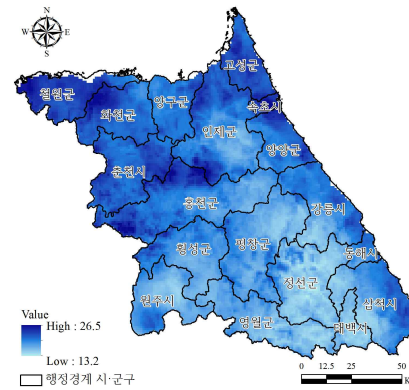 N
W
E
S
고성군
철원군
화천군
양구군
속초시
인제군
양양군
춘천시
홍천군
강릉시
횡성군
평창군
동해시
정선군
삼척시
원주시
태백시
영월군
Value
High : 26.5
Low : 13.2
행정경계 시·군구
0 12.5 25 50
K